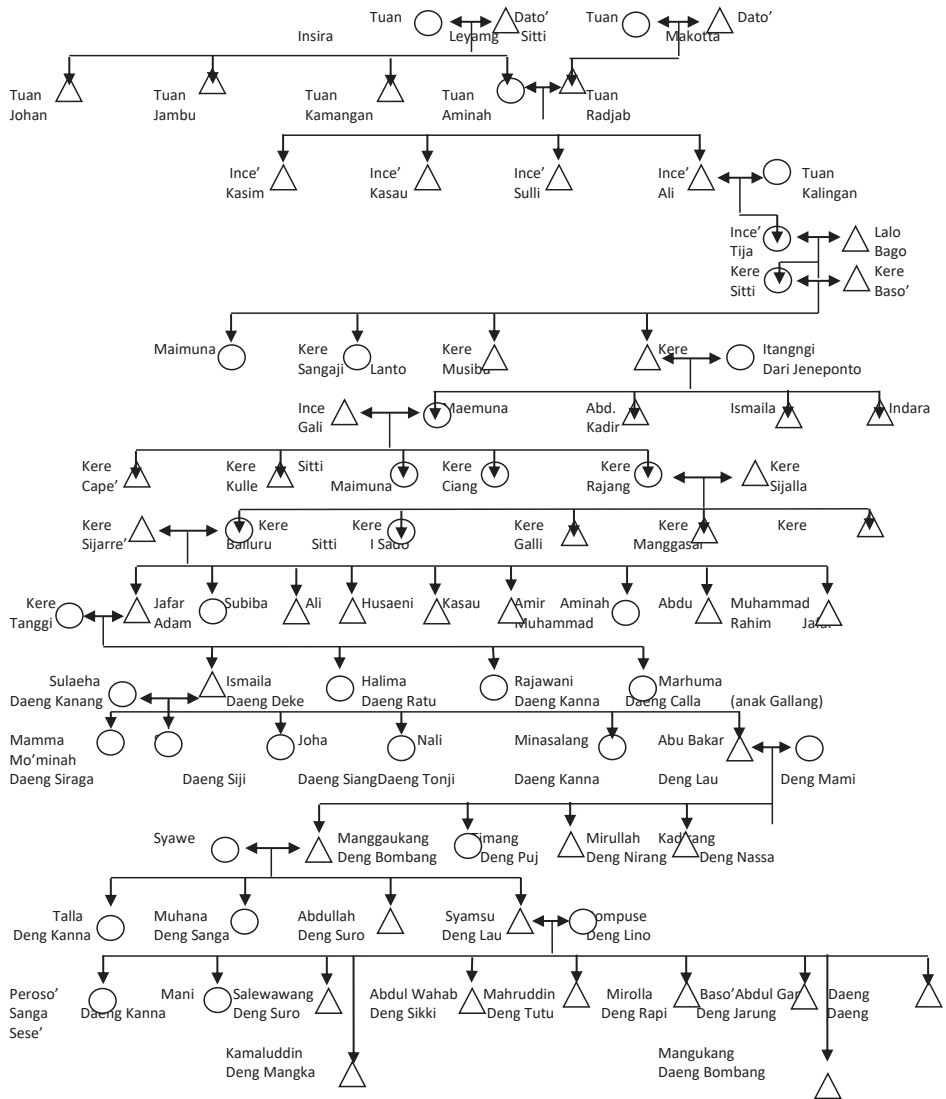 Tuan Dato' Tuan Dato'
Insira Leyamg Sitti Makotta
Tuan Tuan Tuan Tuan Tuan
Johan Jambu Kamangan Aminah Radjab
Ince' Ince' Ince' Ince' Tuan
Kasim Kasau Sulli Ali Kalingan
Ince' Lalo
Tija Bago
Kere Kere
Sitti Baso'
Maimuna Kere Kere Kere Itangngi
Sangaji Lanto Musibu Dari Jeneponto
Ince Maemuna Abd. Ismaila Indara
Gali Kadir
Kere Kere Sitti Kere Kere Kere
Cape' Kulle Maimuna Ciang Rajang Sijalla
Kere Kere Kere Kere Kere Kere
Sijarre' Balluru Sitti I Sado Galli Manggasai
Kere Jafar Subiba Ali Husaeni Kasau Amir Aminah Abdu Muhammad
Tanggi Adam Muhammad Rahim Jafar
Sulaeha Ismaila Halima Rajawani Marhuma
Daeng Kanang Daeng Deke Daeng Ratu Daeng Kanna Daeng Calla (anak Gallang)
Mamma Joha Nali Minasalang Abu Bakar
Mo'minah
Daeng Siraga Daeng Siji Daeng Siang Daeng Tonji Daeng Kanna Deng Lau Deng Mami
Syawe Manggaukang Timang Mirullah
Deng Bombang Deng Puj Deng Nirang Deng Nassa
Talla Muhana Abdullah Syamsu
Deng Kanna Deng Sanga Deng Suro Deng Lau Deng Lino
Peroso' Mani Salewawang Abdul Wahab Mahruddin Mirolla Baso' Abdul Daeng
Sanga Daeng Kanna Deng Suro Deng Sikki Deng Tutu Deng Rapi Deng Jarung Daeng
Sese'
Kamaluddin Mangukang
Deng Mangka Daeng Bombang